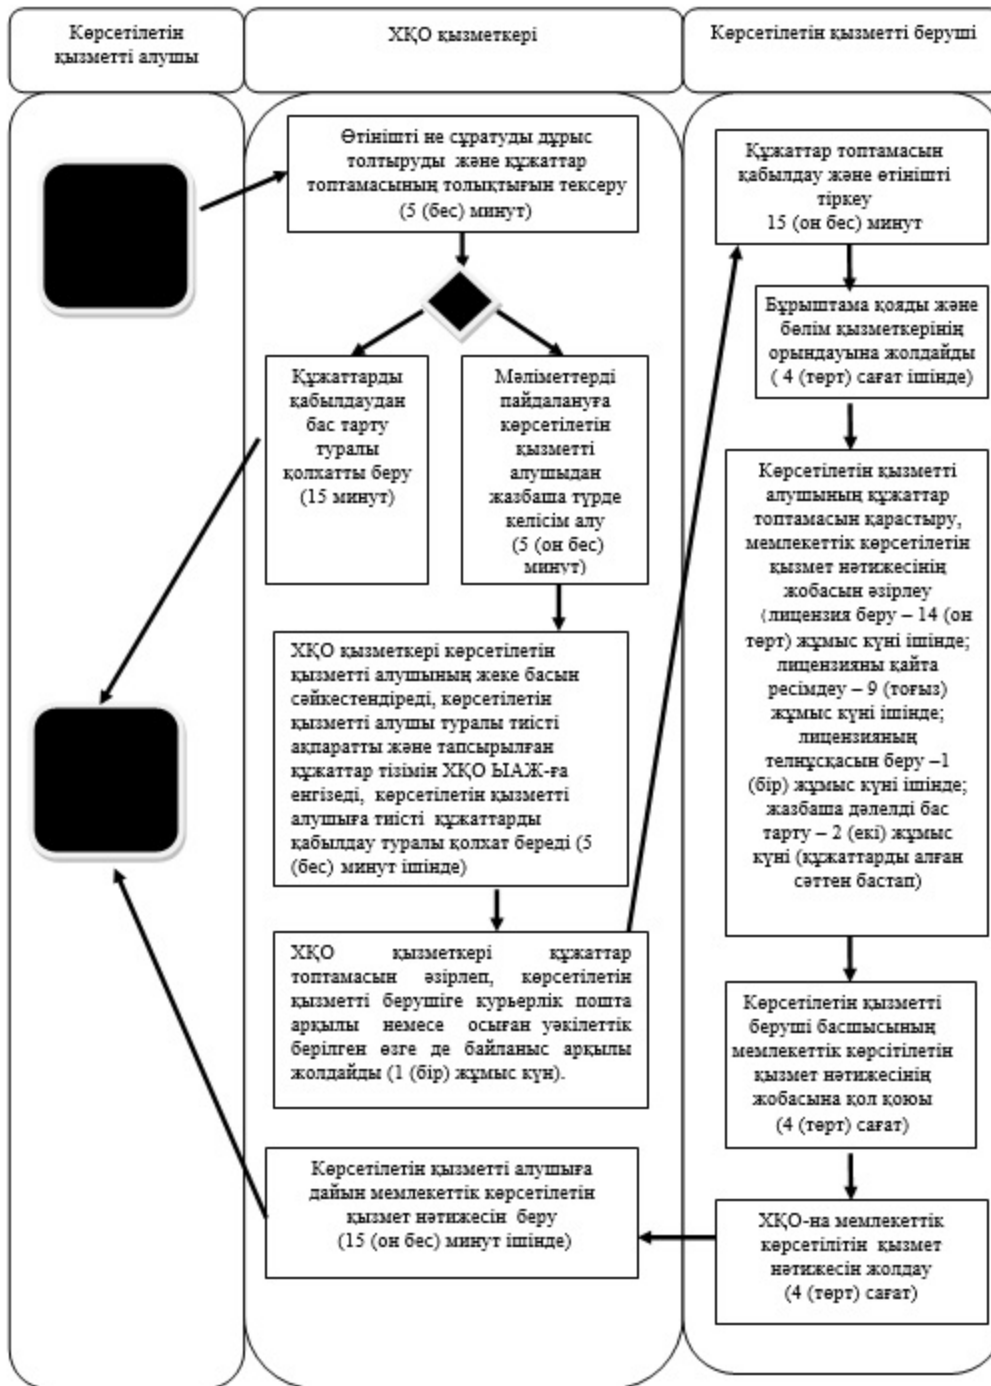 Көрсетілетін
қызметті алушы
ХҚО қызметкері
Көрсетілетін қызметті беруші
Өтінішті не сұратуды дұрыс
толтыруды және құжаттар
топтамасының толықтығын тексеру
(5 (бес) минут)
Құжаттарды
қабылдаудан
бас тарту
туралы
қолхатты беру
(15 минут)
Мәліметтерді
пайдалануға
көрсетілетін
қызметті
алушыдан
жазбаша түрде
келісім алу
(5 (он бес)
минут)
ХҚО қызметкері көрсетілетін
қызметті алушының жеке басын
сәйкестендіреді, көрсетілетін
қызметті алушы туралы тиісті
ақпаратты және тапсырылған
құжаттар тізімін ХҚО ЫАЖ-ға
енгізеді, көрсетілетін қызметті
алушыға тиісті құжаттарды
қабылдау туралы қолхат береді (5
(бес) минут ішінде)
ХҚО қызметкері құжаттар
топтамасын әзірлеп, көрсетілетін
қызметті берушіге курьерлік пошта
арқылы немесе осыған уәкілеттік
берілген өзге де байланыс арқылы
жолдайды (1 (бір) жұмыс күн).
Көрсетілетін қызметті алушыға
дайын мемлекеттік көрсетілетін
қызмет нәтижесін беру
(15 (он бес) минут ішінде)
Құжаттар топтамасын
қабылдау және өтінішті
тіркеу
15 (он бес) минут
Бұрыштама қояды және
бөлім қызметкерінің
орындауына жолдайды
( 4 (төрт) сағат ішінде)
Көрсетілетін қызметті
алушының құжаттар
топтамасын қарастыру,
мемлекеттік көрсетілетін
қызмет нәтижесінің
жобасын әзірлеу
(лицензия беру – 14 (он
төрт) жұмыс күні ішінде;
лицензияны қайта
ресімдеу – 9 (тоғыз)
жұмыс күні ішінде;
лицензияның
телнұсқасын беру –1
(бір) жұмыс күні ішінде;
жазбаша дәлелді бас
тарту – 2 (екі) жұмыс
күні (құжаттарды алған
сәттен бастап)
Көрсетілетін қызметті
беруші басшысының
мемлекеттік көрсітілетін
қызмет нәтижесінің
жобасына қол қоюы
(4 (төрт) сағат)
ХҚО-на мемлекеттік
көрсетілітін қызмет
нәтижесін жолдау
(4 (төрт) сағат)